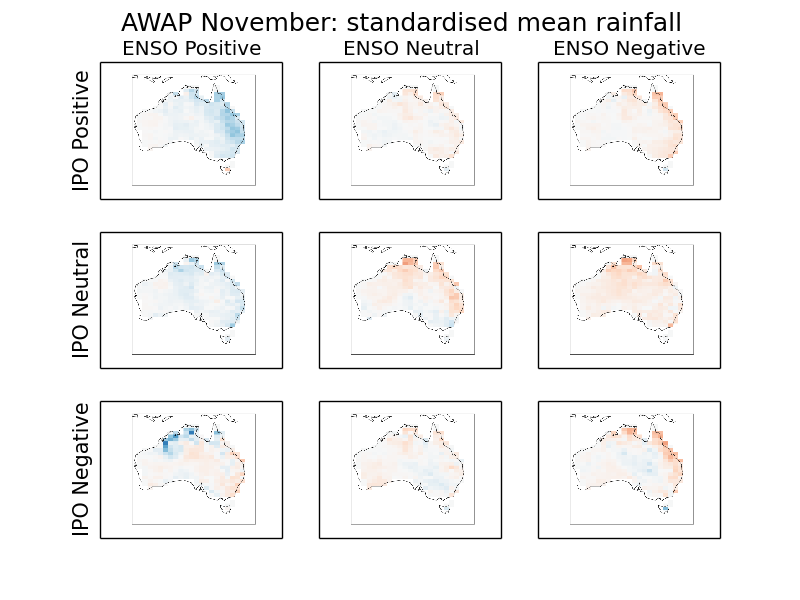 AWAP November: standardised mean rainfall
ENSO Positive
ENSO Neutral
ENSO Negative
IPO Positive
IPO Neutral
IPO Negative